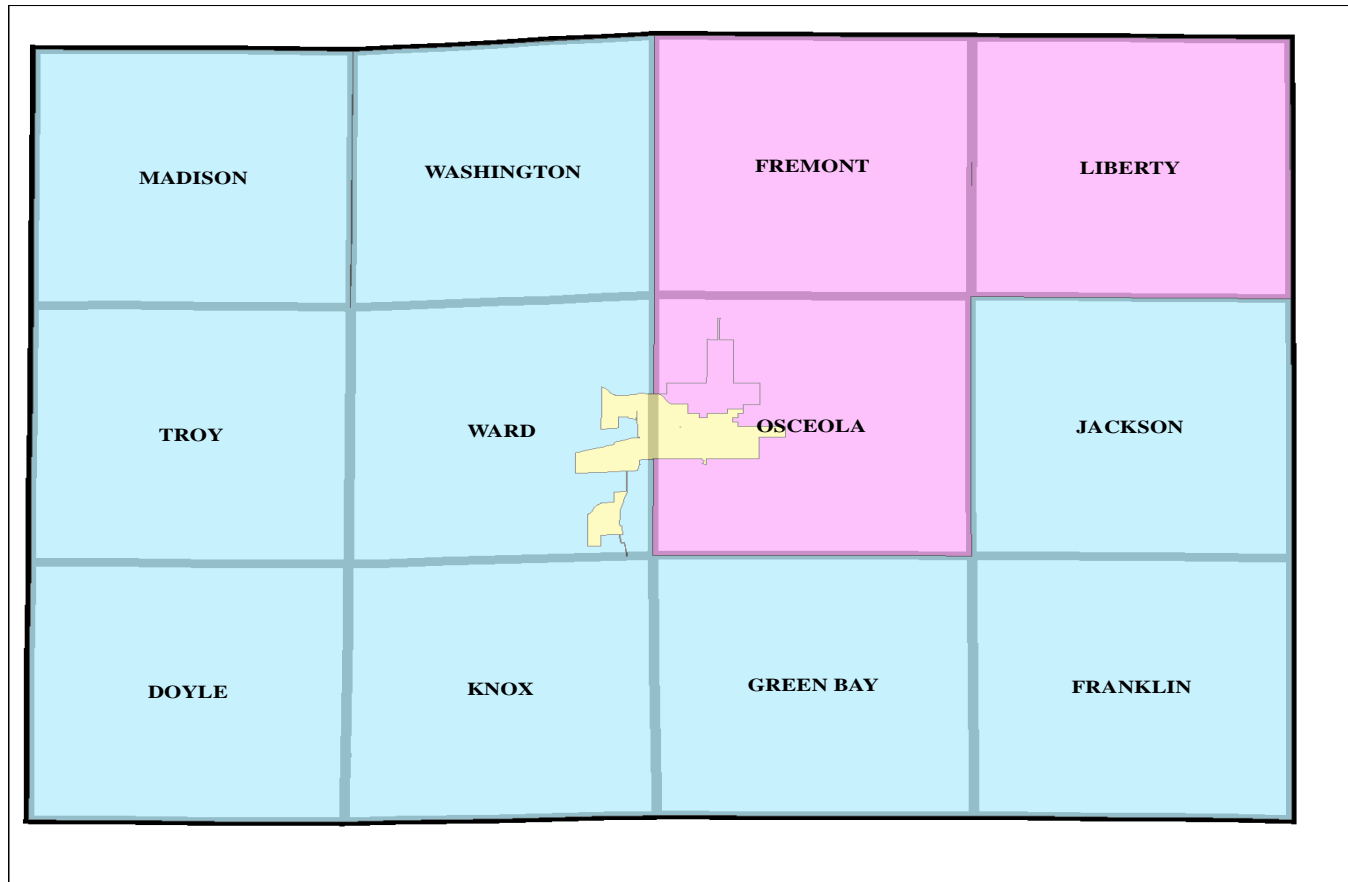 MADISON
WASHINGTON
FREMONT
LIBERTY
TROY
WARD
OSCEOLA
JACKSON
DOYLE
KNOX
GREEN BAY
FRANKLIN